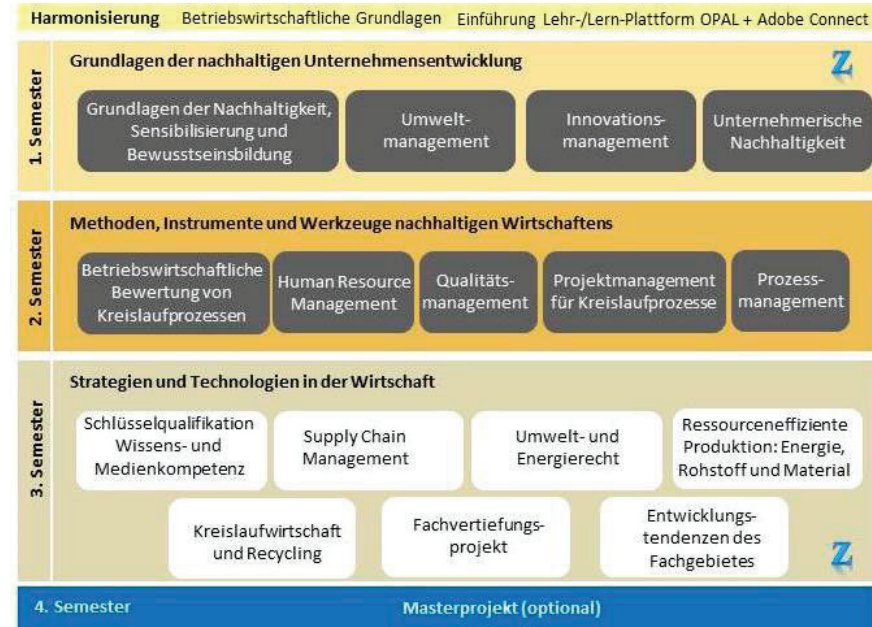 Harmonisierung Betriebswirtschaftliche Grundlagen Einführung Lehr-/Lern-Plattform OPAL + Adobe Connect
1. Semester
Grundlagen der nachhaltigen Unternehmensentwicklung
Z
Grundlagen der Nachhaltigkeit,
Sensibilisierung und
Bewusstseinsbildung
Umwelt-
management
Innovations-
management
Unternehmerische
Nachhaltigkeit
2. Semester
Methoden, Instrumente und Werkzeuge nachhaltigen Wirtschaftens
Betriebswirtschaftliche
Bewertung von
Kreislaufprozessen
Human Resource
Management
Qualitäts-
management
Projektmanagement
für Kreislaufprozesse
Prozess-
management
3. Semester
Strategien und Technologien in der Wirtschaft
Schlüsselqualifikation
Wissens- und
Medienkompetenz
Supply Chain
Management
Umwelt- und
Energierecht
Ressourceneffiziente
Produktion: Energie,
Rohstoff und Material
Kreislaufwirtschaft
und Recycling
Fachvertiefungs-
projekt
Entwicklungs-
tendenzen des
Fachgebietes
Z
4. Semester Masterprojekt (optional)